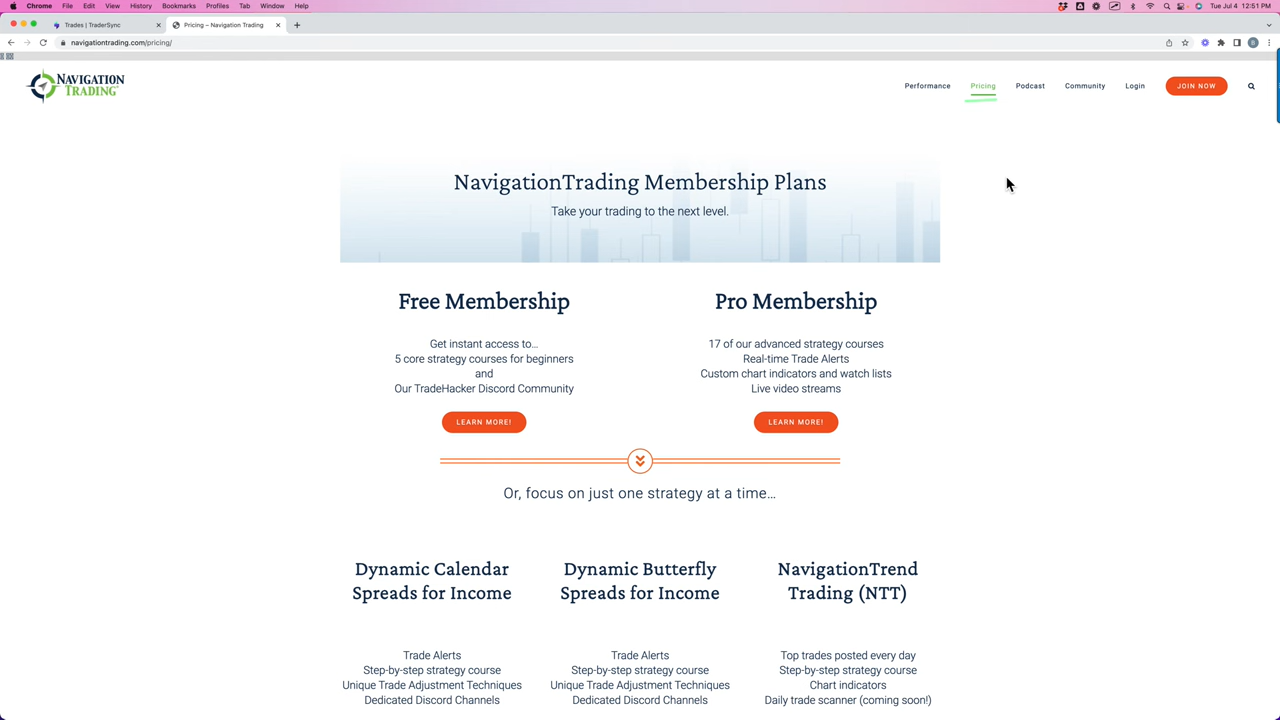 Chrome File Edit View History Bookmarks Profiles Tab Window Help Tue Jul 4 12:51 PM
Trades | TraderSync
Pricing – Navigation Trading
navigationtrading.com/pricing/
NAVIGATION
TRADING
Performance Pricing Podcast Community Login JOIN NOW
NavigationTrading Membership Plans
Take your trading to the next level.
Free Membership
Get instant access to...
5 core strategy courses for beginners
and
Our TradeHacker Discord Community
LEARN MORE!
Pro Membership
17 of our advanced strategy courses
Real-time Trade Alerts
Custom chart indicators and watch lists
Live video streams
LEARN MORE!
Or, focus on just one strategy at a time...
Dynamic Calendar
Spreads for Income
Trade Alerts
Step-by-step strategy course
Unique Trade Adjustment Techniques
Dedicated Discord Channels
Dynamic Butterfly
Spreads for Income
Trade Alerts
Step-by-step strategy course
Unique Trade Adjustment Techniques
Dedicated Discord Channels
NavigationTrend
Trading (NTT)
Top trades posted every day
Step-by-step strategy course
Chart indicators
Daily trade scanner (coming soon!)